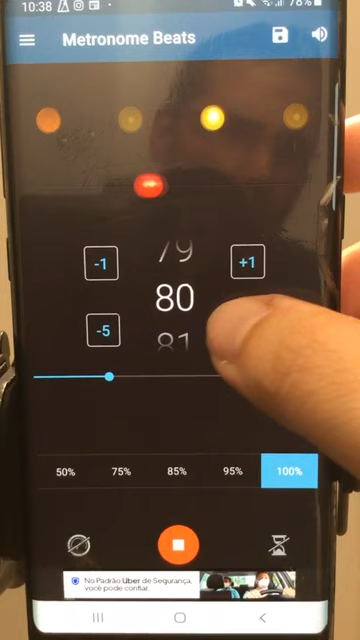 10:38
78%
Metronome Beats
79
-1
+1
80
-5
81
50% 75% 85% 95% 100%
No Padrão Uber de Segurança,
você pode confiar.